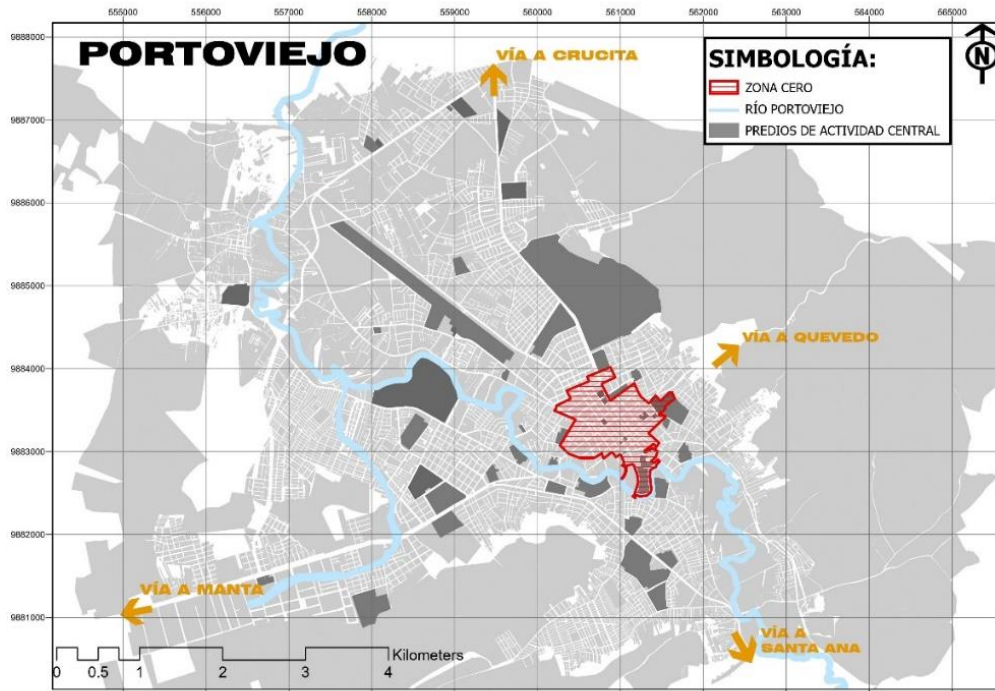 555000 556000 557000 558000 559000 560000 561000 562000 563000 564000 565000
9888000
9887000
9886000
9885000
9884000
9883000
9882000
9881000
PORTOVIEJO
VÍA A CRUCITA
SIMBOLOGÍA:
ZONA CERO
RÍO PORTOVIEJO
PREDIOS DE ACTIVIDAD CENTRAL
N
VÍA A QUEVEDO
VÍA A MANTA
VÍA A
SANTA ANA
0 0.5 1 2 3 4 Kilometers